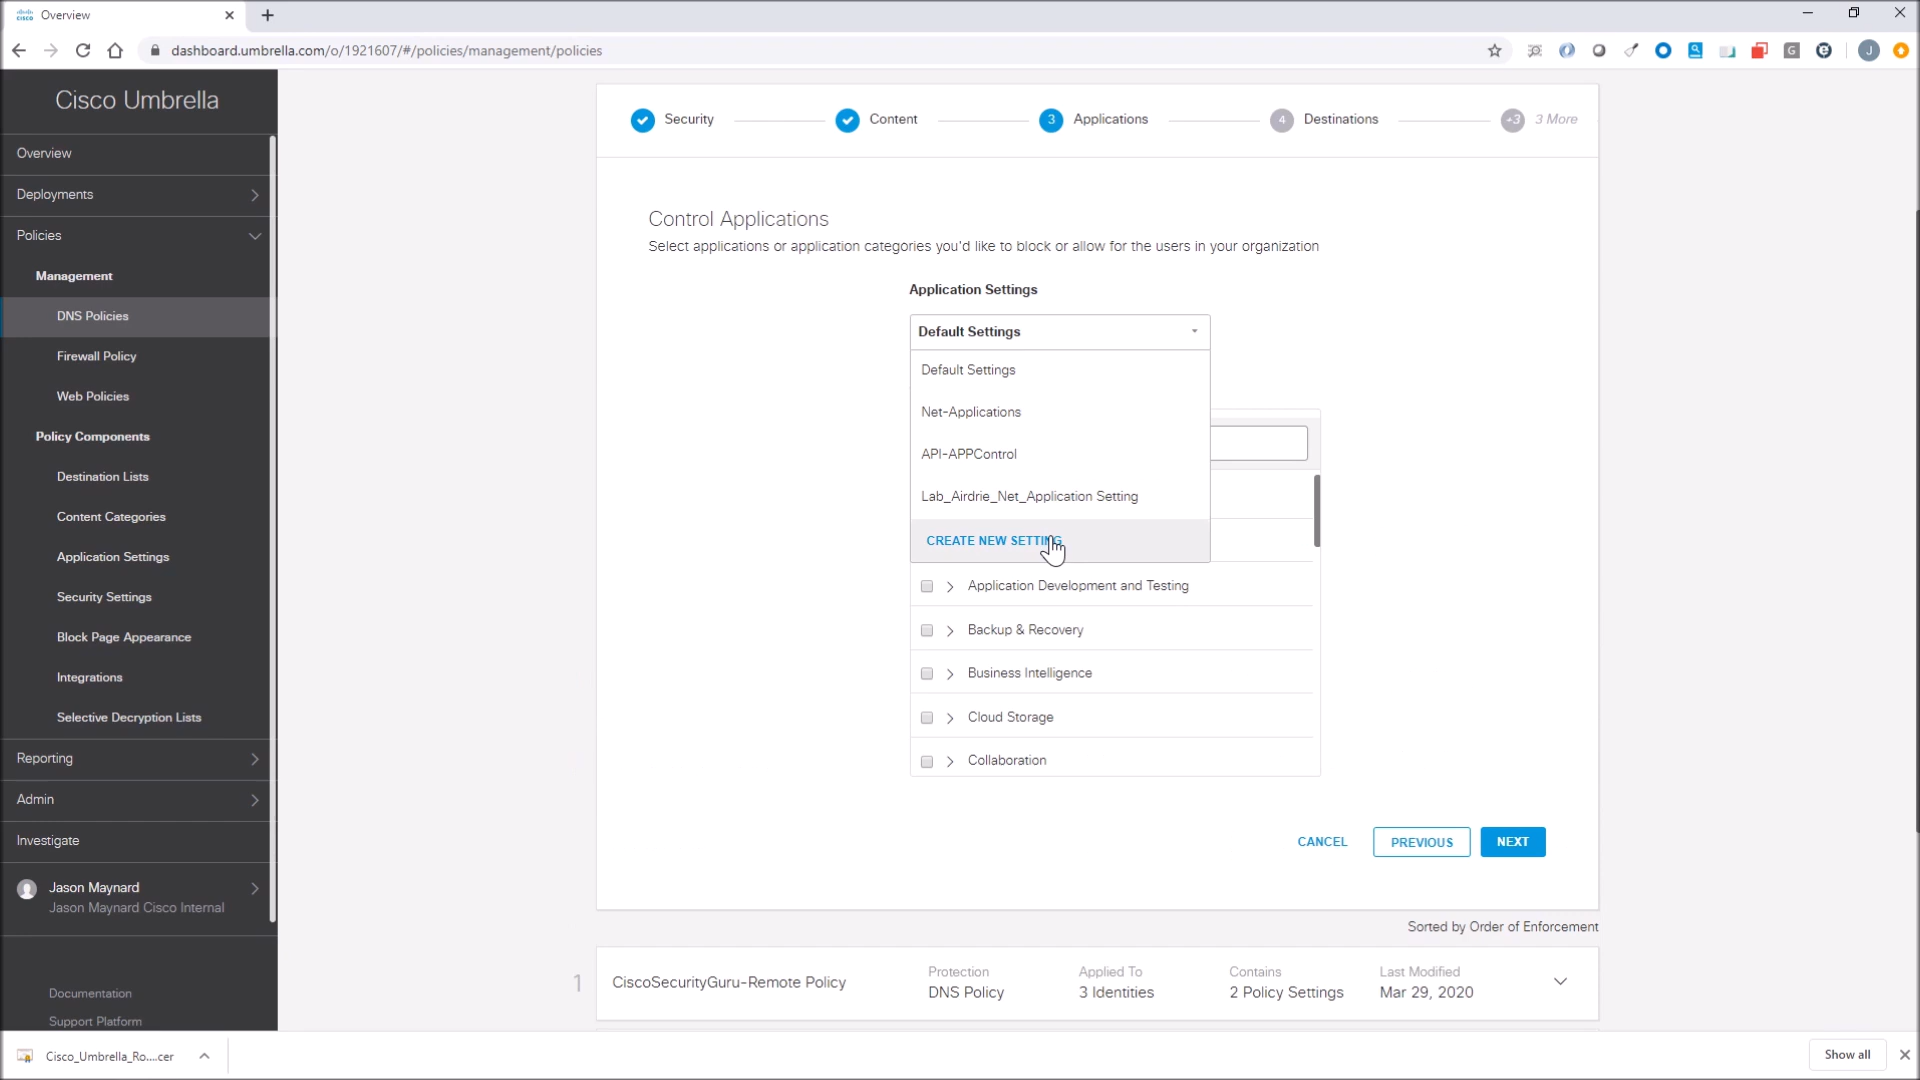 Overview
dashboard.umbrella.com/o/1921607/#/policies/management/policies
J
Cisco Umbrella
Overview
Deployments
Policies
Management
DNS Policies
Firewall Policy
Web Policies
Policy Components
Destination Lists
Content Categories
Application Settings
Security Settings
Block Page Appearance
Integrations
Selective Decryption Lists
Reporting
Admin
Investigate
Jason Maynard
Jason Maynard Cisco Internal
Documentation
Support Platform
Security
Content
3 Applications
4 Destinations
+3 3 More
Control Applications
Select applications or application categories you'd like to block or allow for the users in your organization
Application Settings
Default Settings
Default Settings
Net-Applications
API-APPControl
Lab_Airdrie_Net_Application Setting
CREATE NEW SETTING
Application Development and Testing
Backup & Recovery
Business Intelligence
Cloud Storage
Collaboration
CANCEL PREVIOUS NEXT
Sorted by Order of Enforcement
1 CiscoSecurityGuru-Remote Policy
Protection
DNS Policy
Applied To
3 Identities
Contains
2 Policy Settings
Last Modified
Mar 29, 2020
Cisco_Umbrella_Ro....cer
Show all